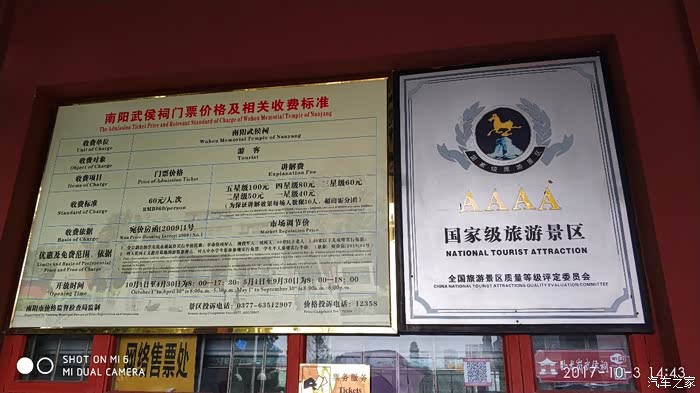 南阳武侯祠门票价格及相关收费标准
The Admission Ticket Price and Relevant Standard of Charge of Wuhou Memorial Temple of Nanyang
收费单位 南阳武侯祠
Unit of Charge Wuhou Memorial Temple of Nanyang
收费对象 游客
Object of Charge Tourist
收费项目 门票价格 讲解费
Items of Charge Price of Admission Ticket Explanation Fee
收费标准 60元/人.次
Standard of Charge RMB¥60/person
五星级100元 四星级80元 三星级60元
二星级50元 一星级40元
收费依据 宛价房函[2009]1号 市场调节价
Basis of Charge Market Regulation Price
优惠及免费范围、依据
开放时间 10月1日至4月30日为8:00—17:30;5月1日至9月30日为8:00—18:00
Opening Time
南阳市价格监督检查局监制 景区投诉电话:0377-63512907 价格投诉电话:12358
国家级旅游景区
AAAA
国家级旅游景区
NATIONAL TOURIST ATTRACTION
全国旅游景区质量等级评定委员会
CHINA NATIONAL TOURIST ATTRACTIONS QUALITY EVALUATION COMMITTEE
网络售票处
票务服务
Tickets
SHOT ON MI 6
MI DUAL CAMERA
2017-10-3 14:43
汽车之家